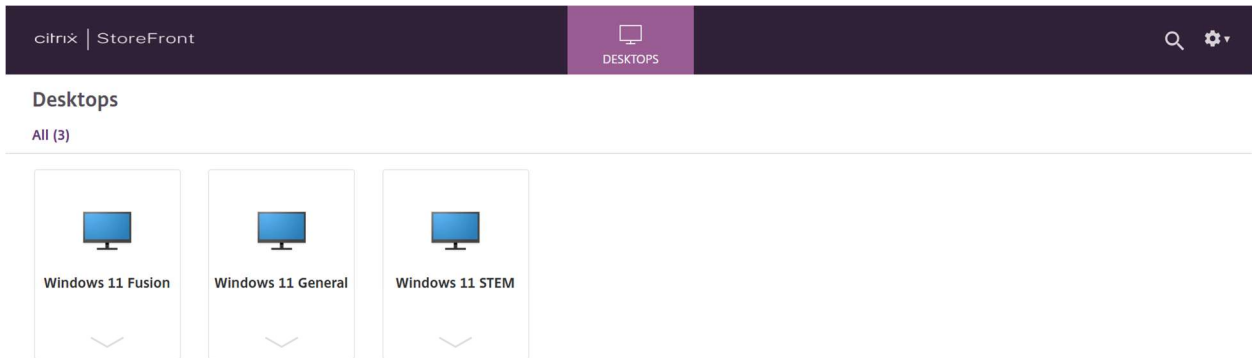 citrix | StoreFront
DESKTOPS
Desktops
All (3)
Windows 11 Fusion
Windows 11 General
Windows 11 STEM